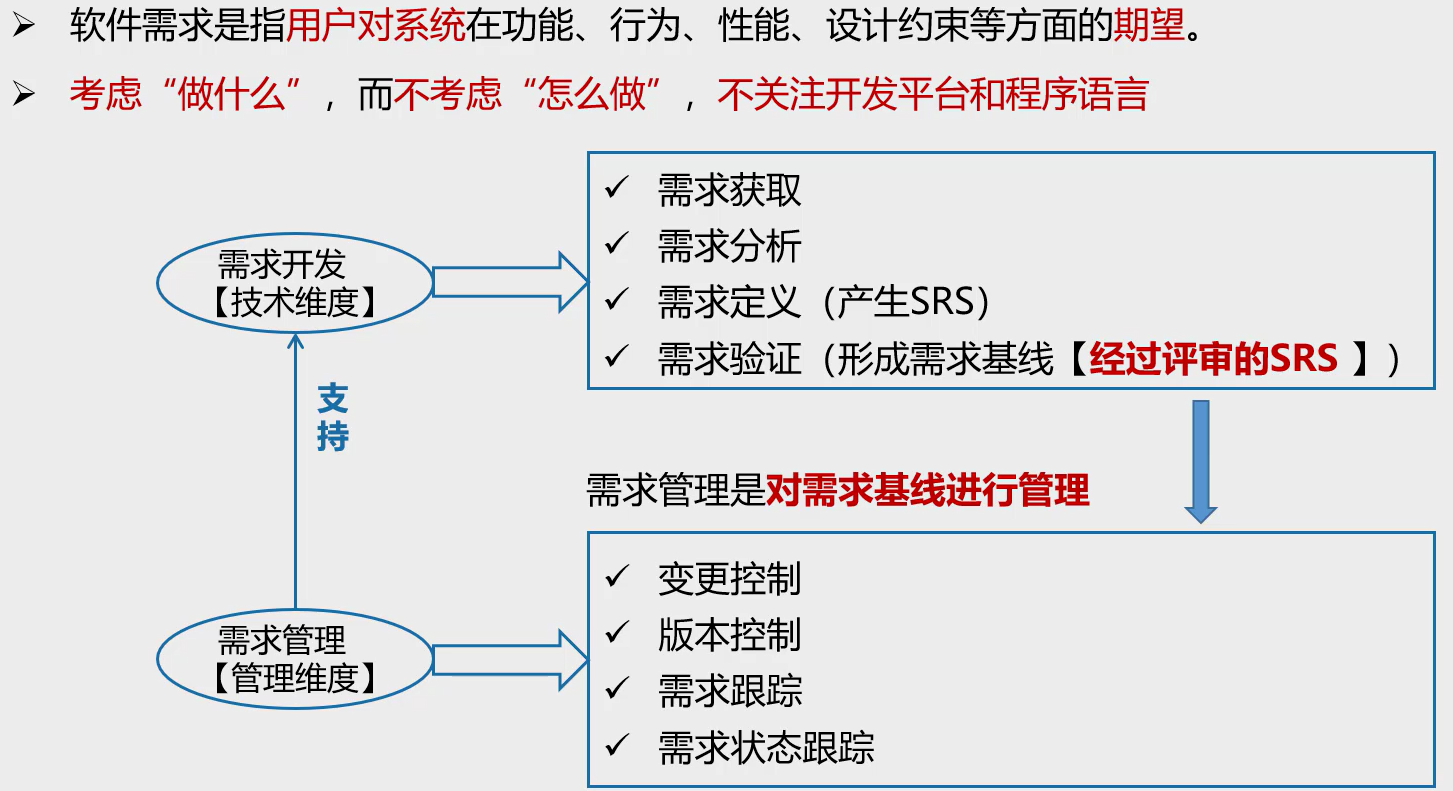 软件需求是指用户对系统在功能、行为、性能、设计约束等方面的期望。
考虑“做什么”，而不考虑“怎么做”，不关注开发平台和程序语言
需求开发
【技术维度】
需求获取
需求分析
需求定义（产生SRS）
需求验证（形成需求基线【经过评审的SRS 】）
支
持
需求管理是对需求基线进行管理
需求管理
【管理维度】
变更控制
版本控制
需求跟踪
需求状态跟踪